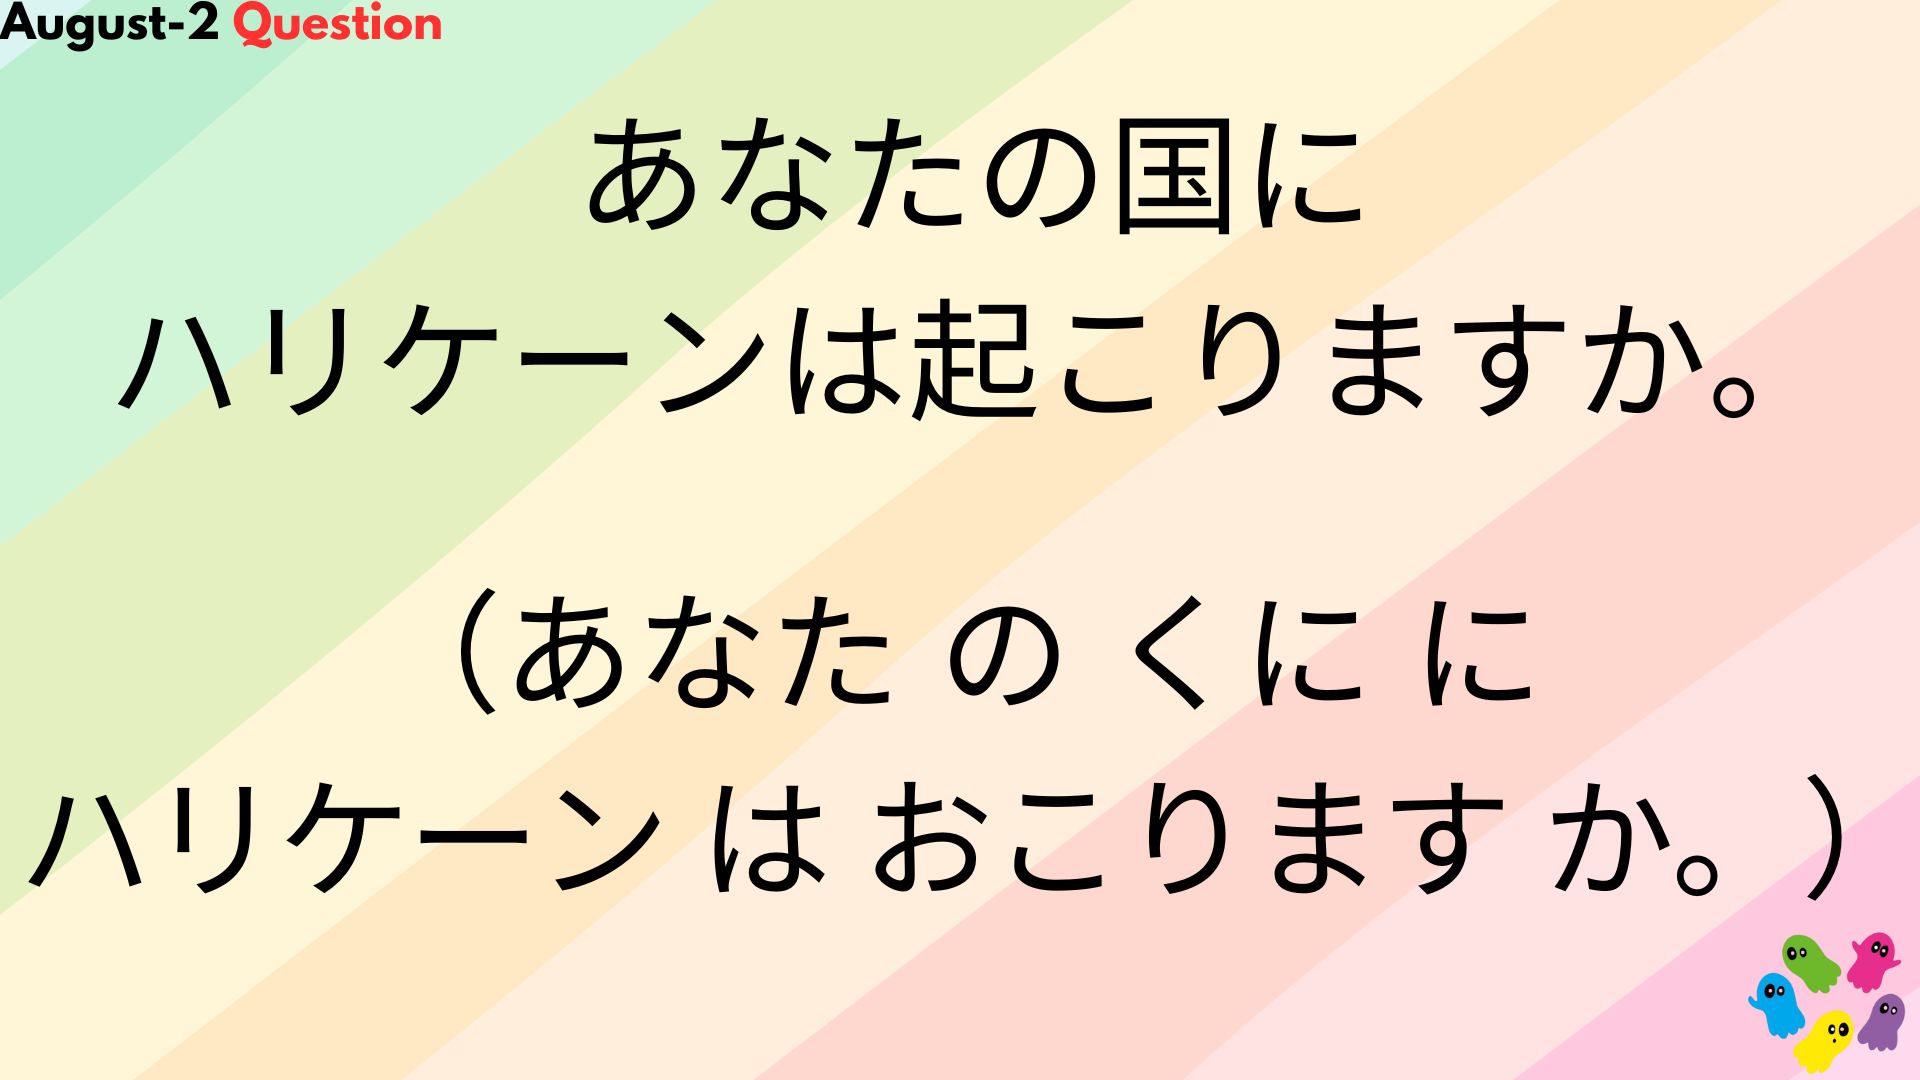 August-2 Question
あなたの国に
ハリケーンは起こりますか。
（あなた の くに に
ハリケーン は おこります か。）